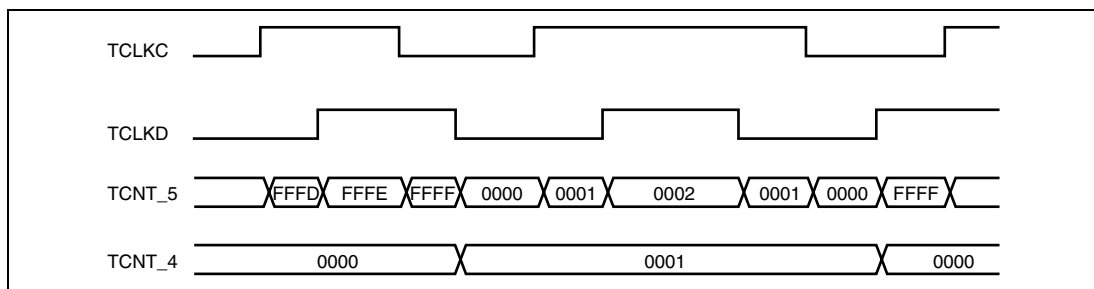 TCLKC
TCLKD
TCNT_5 FFFD FFFE FFFF 0000 0001 0002 0001 0000 FFFF
TCNT_4 0000 0001 0000